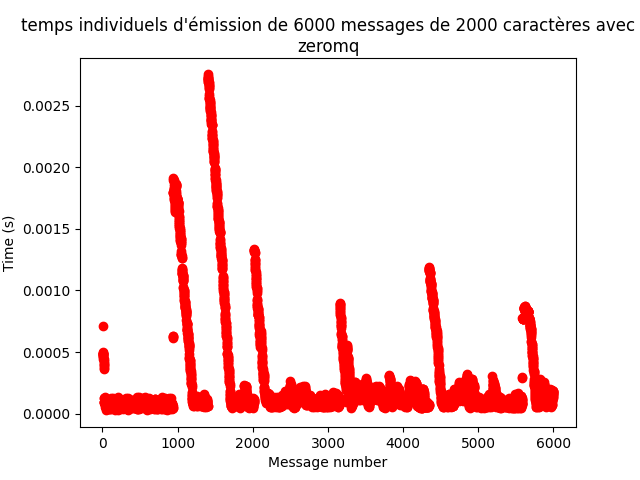 temps individuels d'émission de 6000 messages de 2000 caractères avec
zeromq
0.0025
0.0020
0.0015
0.0010
0.0005
0.0000
Time (s)
0 1000 2000 3000 4000 5000 6000
Message number